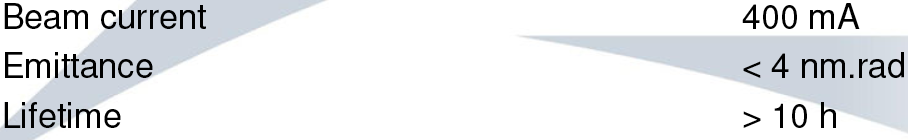 Beam current 400 mA
Emittance < 4 nm.rad
Lifetime > 10 h